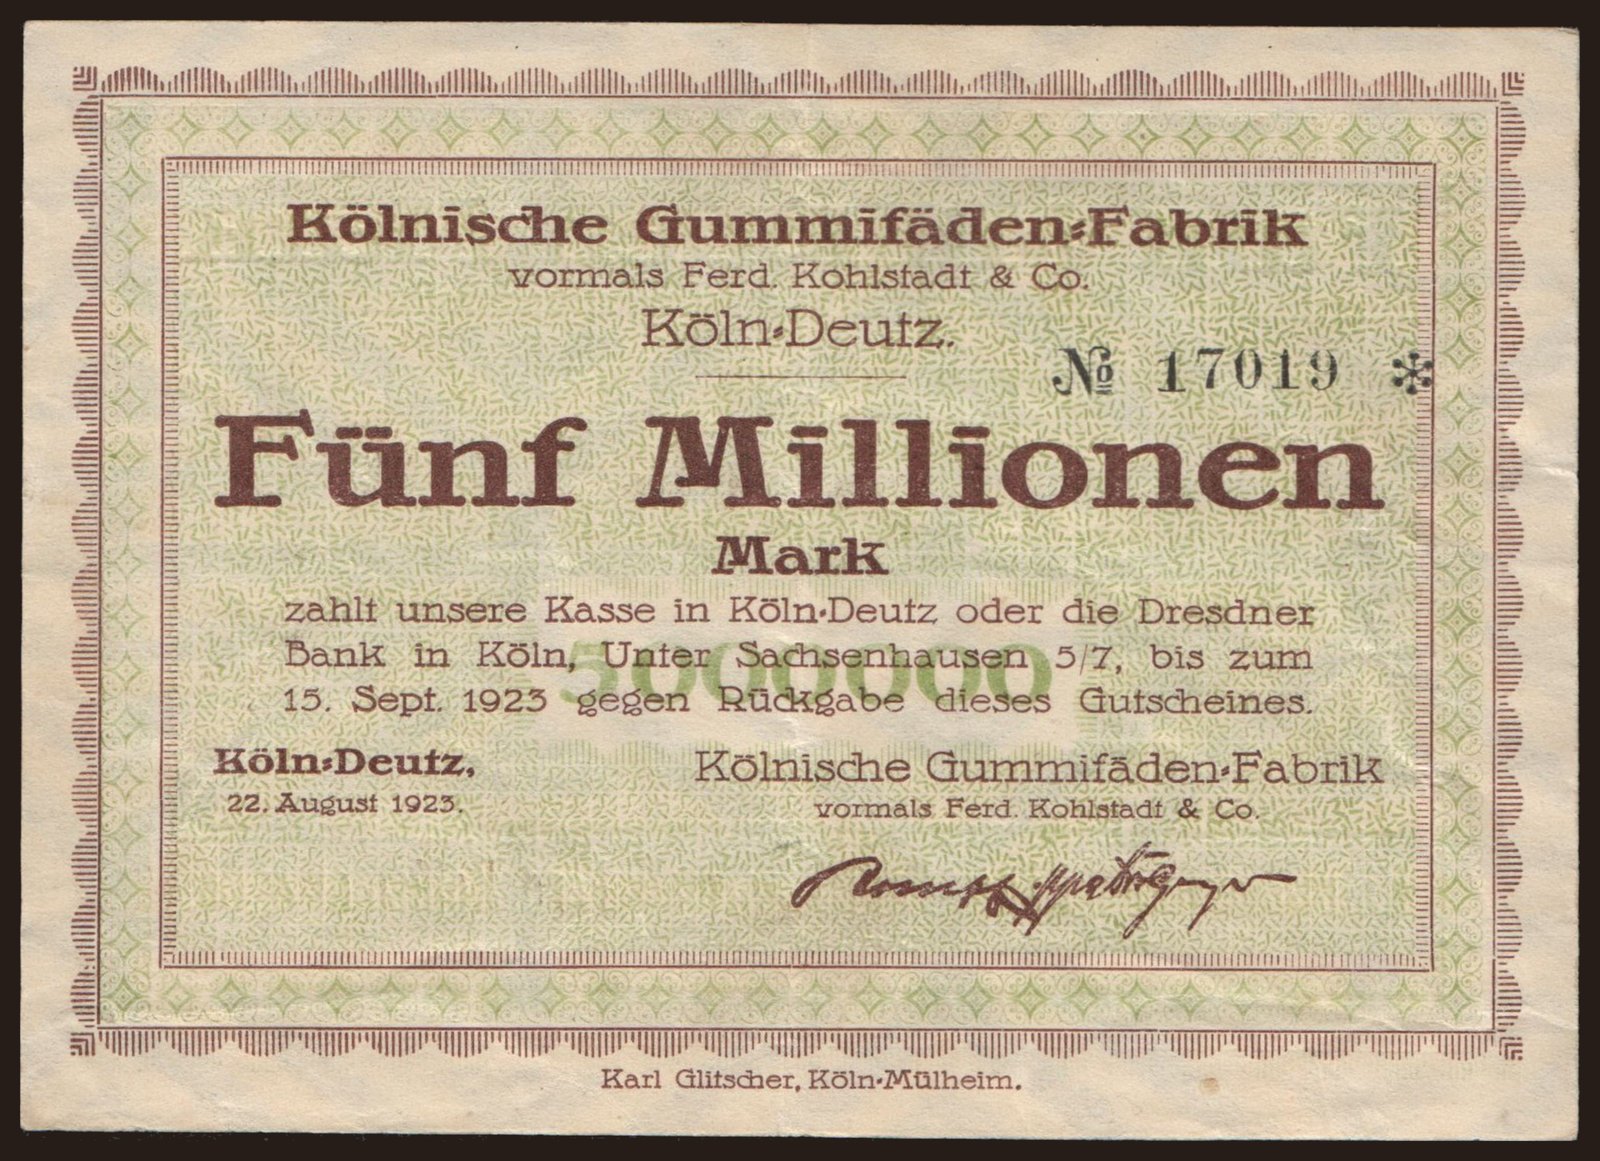 Kölnische Gummifäden-Fabrik
vormals Ferd. Kohlstadt & Co.
Köln-Deutz.
№ 17019 *
Fünf Millionen
Mark
zahlt unsere Kasse in Köln-Deutz oder die Dresdner
Bank in Köln, Unter Sachsenhausen 5/7, bis zum
15. Sept. 1923 gegen Rückgabe dieses Gutscheines.
5000000
Köln-Deutz,
22. August 1923.
Kölnische Gummifäden-Fabrik
vormals Ferd. Kohlstadt & Co.
Karl Glitscher, Köln-Mülheim.